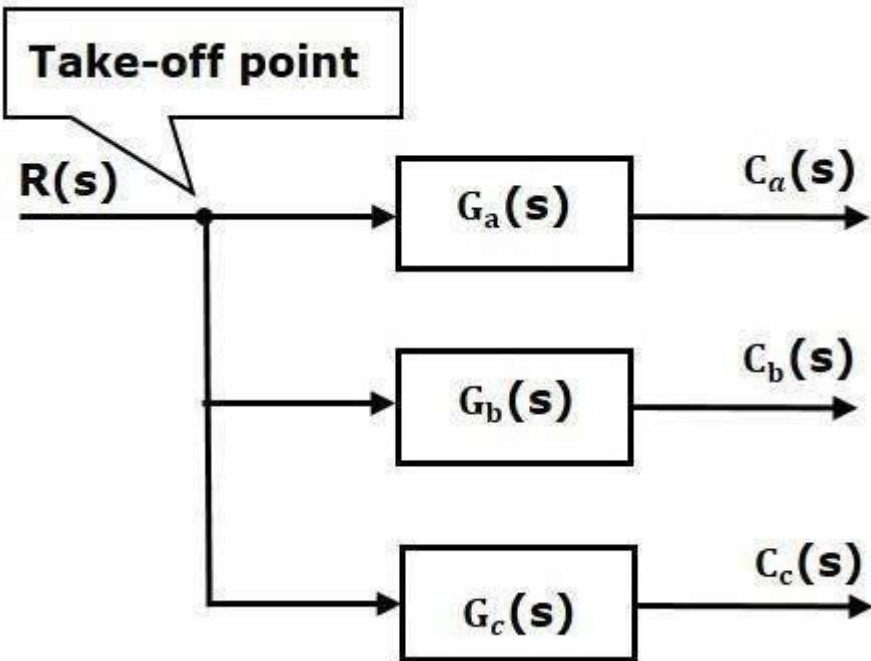 Take-off point
R(s)
Gₐ(s)
Cₐ(s)
G_b(s)
C_b(s)
G_c(s)
C_c(s)